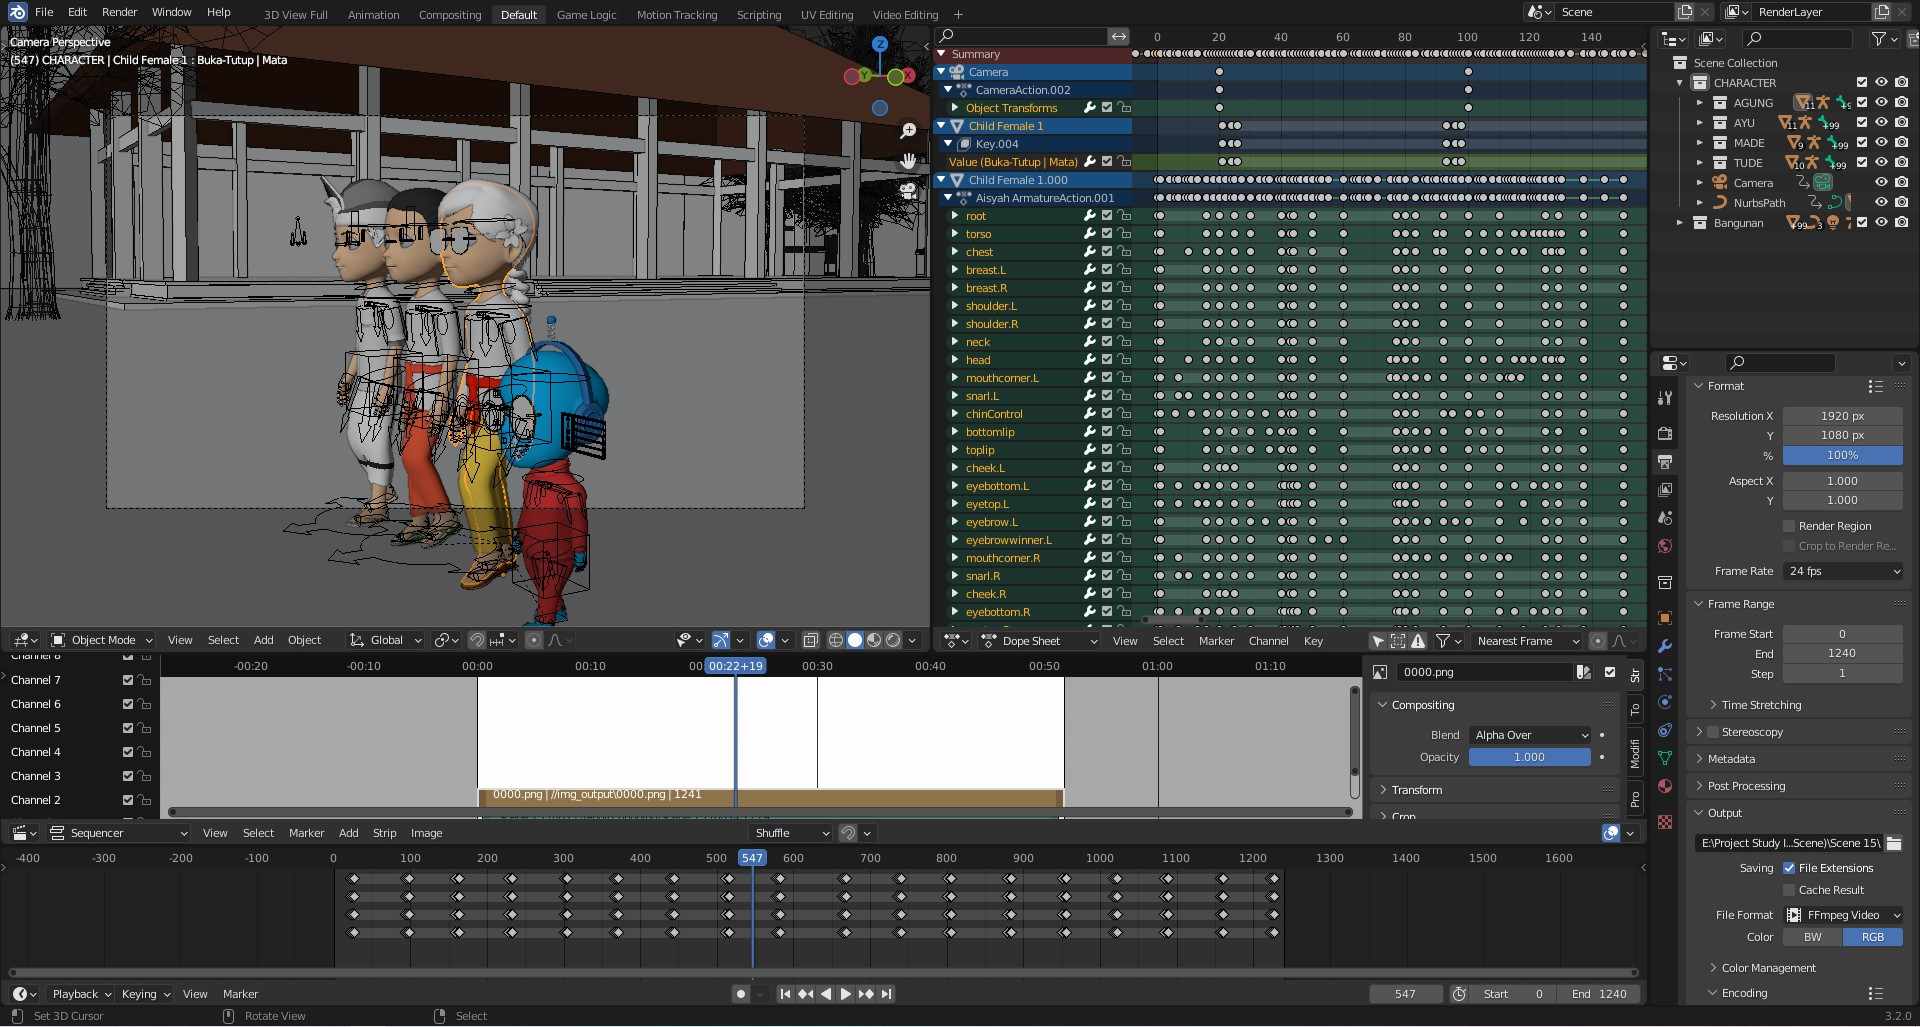 File Edit Render Window Help 3D View Full Animation Compositing Default Game Logic Motion Tracking Scripting UV Editing Video Editing + Scene RenderLayer
Camera Perspective
(547) CHARACTER | Child Female 1 : Buka-Tutup | Mata
Z
Y
X
Object Mode View Select Add Object Global
0 20 40 60 80 100 120 140
Summary
Camera
CameraAction.002
Object Transforms
Child Female 1
Key.004
Value (Buka-Tutup | Mata)
Child Female 1.000
Aisyah ArmatureAction.001
root
torso
chest
breast.L
breast.R
shoulder.L
shoulder.R
neck
head
mouthcorner.L
snarl.L
chinControl
bottomlip
toplip
cheek.L
eyebottom.L
eyetop.L
eyebrow.L
eyebrowwinner.L
mouthcorner.R
snarl.R
cheek.R
eyebottom.R
Dope Sheet View Select Marker Channel Key Nearest Frame
Scene Collection
CHARACTER
AGUNG 11
AYU 11 +99
MADE 9 +99
TUDE 10 +99
Camera
NurbsPath
Bangunan +99 3
Format
Resolution X 1920 px
Y 1080 px
% 100%
Aspect X 1.000
Y 1.000
Render Region
Crop to Render Re...
Frame Rate 24 fps
Frame Range
Frame Start 0
End 1240
Step 1
Time Stretching
Stereoscopy
Metadata
Post Processing
Output
E:\Project Study I...Scene)\Scene 15\
Saving File Extensions
Cache Result
File Format FFmpeg Video
Color BW RGB
Color Management
Encoding
Channel 8
Channel 7
Channel 6
Channel 5
Channel 4
Channel 3
Channel 2
-00:20 -00:10 00:00 00:10 00:22+19 00:30 00:40 00:50 01:00 01:10
0000.png | //img_output\0000.png | 1241
0000.png
Compositing
Blend Alpha Over
Opacity 1.000
Transform
Crop
Str
To
Modifi
Pro
Sequencer View Select Marker Add Strip Image Shuffle
-400 -300 -200 -100 0 100 200 300 400 500 547 600 700 800 900 1000 1100 1200 1300 1400 1500 1600
Playback Keying View Marker 547 Start 0 End 1240
Set 3D Cursor Rotate View Select 3.2.0